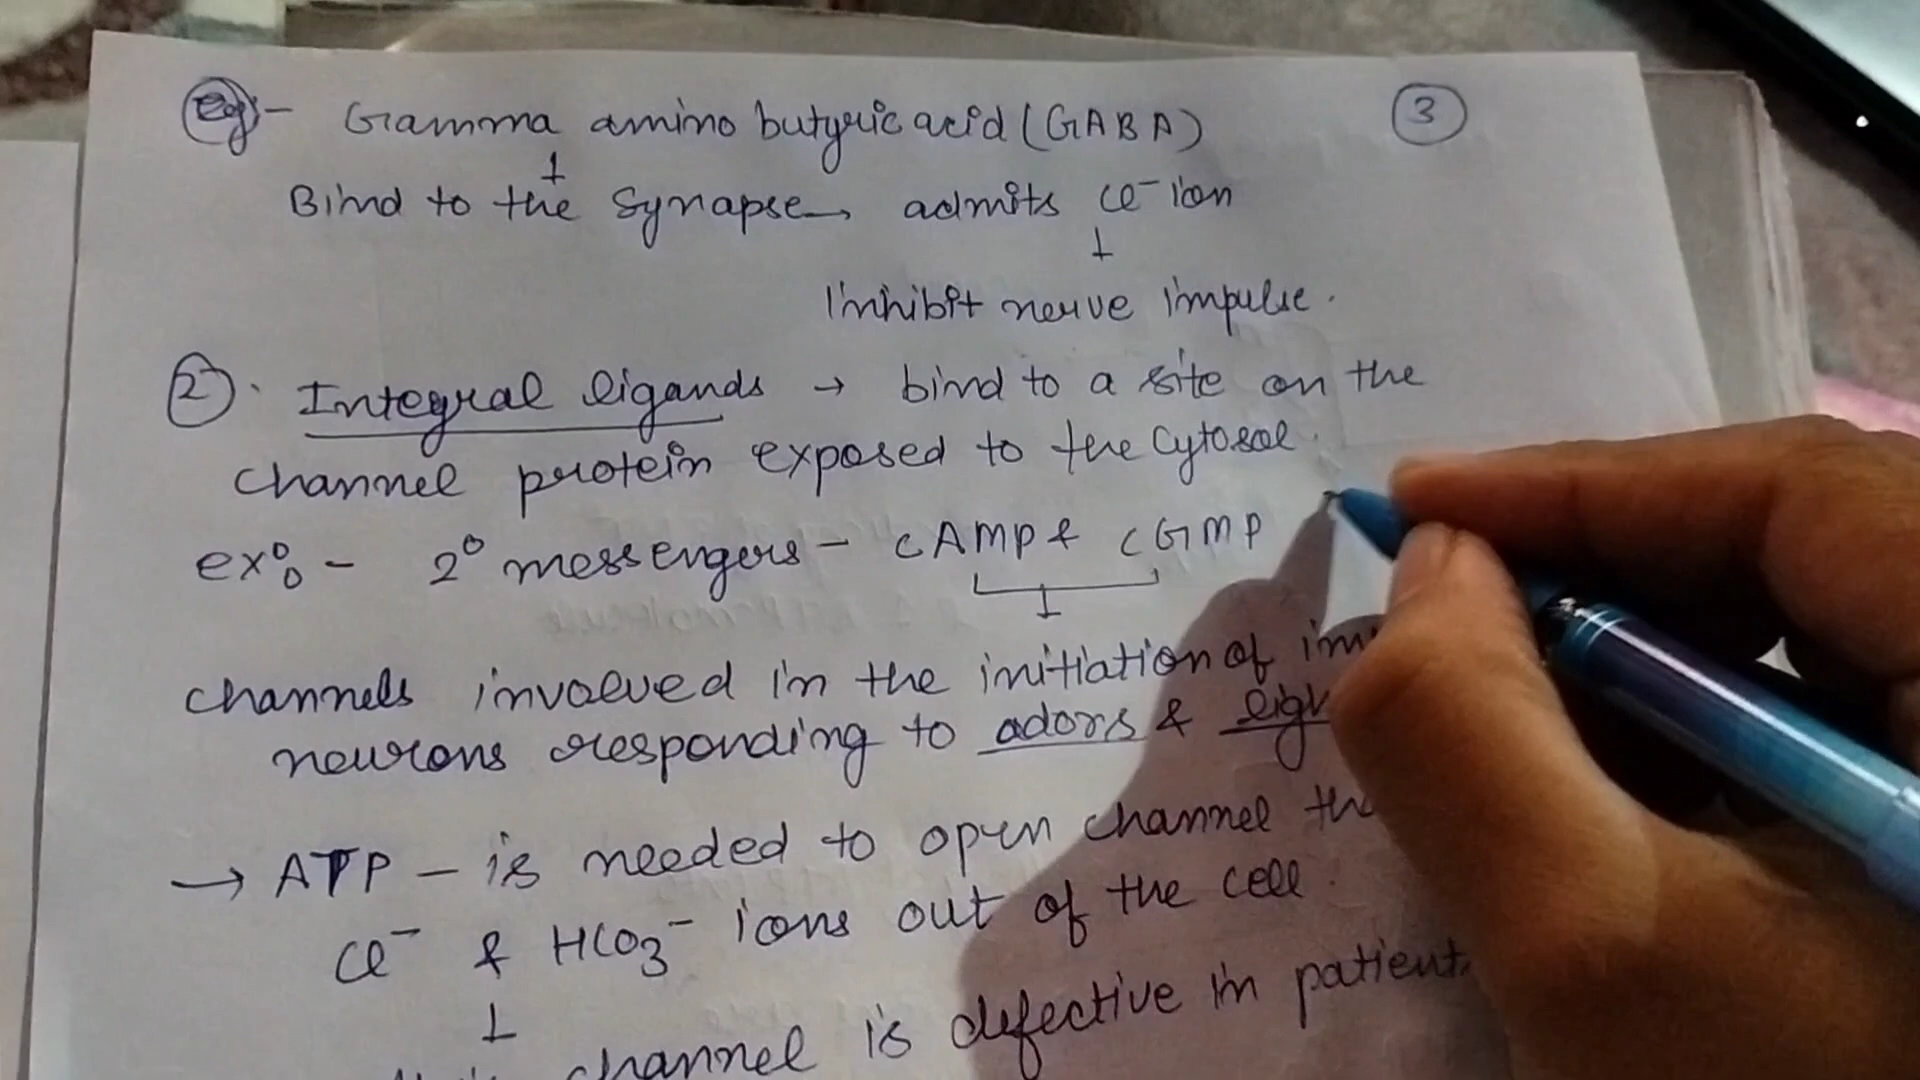 eg:- Gamma amino butyric acid (GABA)
3
Bind to the synapse → admits Cl⁻ ion
↓
Inhibit nerve impulse.
2. Integral ligands → bind to a site on the
channel protein exposed to the cytosol.
ex:- 2° messengers - cAMP & cGMP
↓
channels involved in the initiation of
neurons responding to adors &
→ ATP - is needed to open channel
Cl⁻ & HCO3⁻ ions out of the cell.
↓
channel is defective in patient